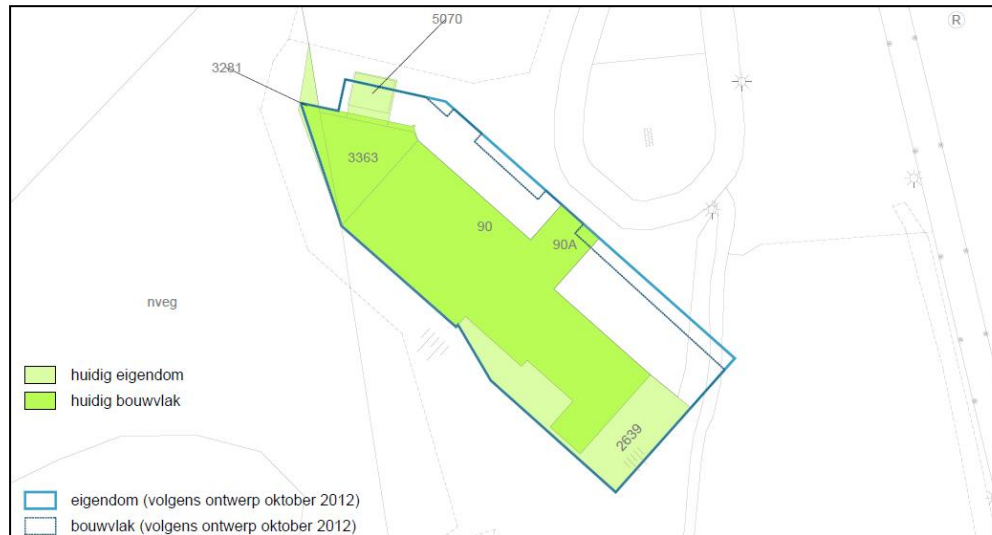 5070
R
3281
3363
90
90A
nveg
huidig eigendom
huidig bouwvlak
2639
eigendom (volgens ontwerp oktober 2012)
bouwvlak (volgens ontwerp oktober 2012)